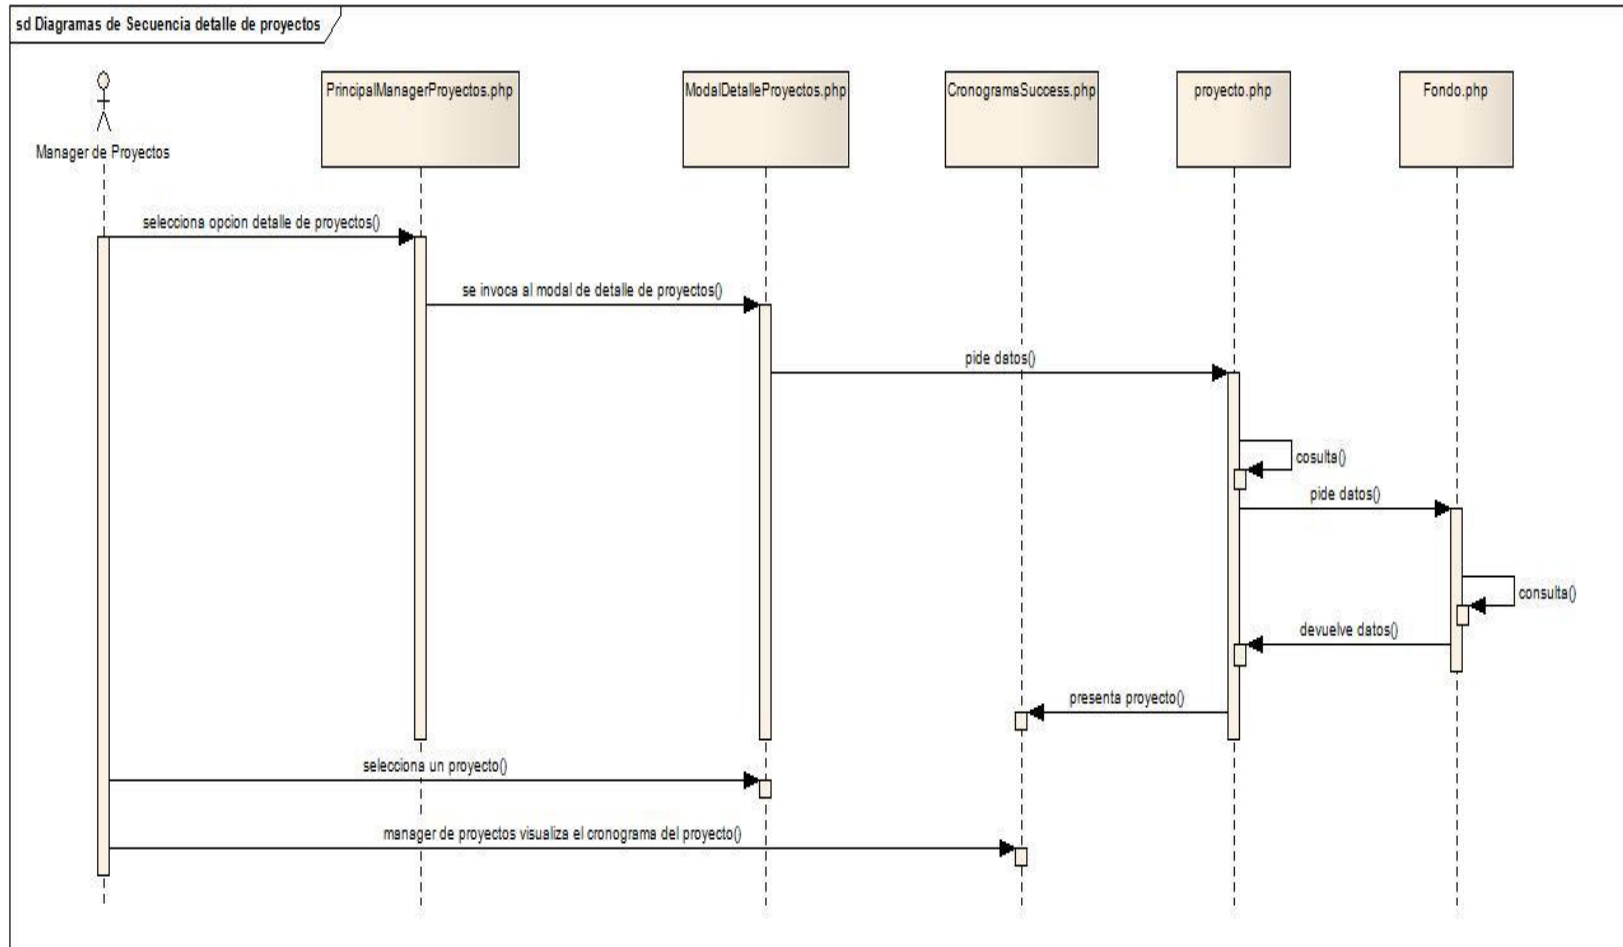 sd Diagramas de Secuencia detalle de proyectos
Manager de Proyectos
PrincipalManagerProyectos.php
ModalDetalleProyectos.php
CronogramaSuccess.php
proyecto.php
Fondo.php
selecciona opcion detalle de proyectos()
se invoca al modal de detalle de proyectos()
pide datos()
cosulta()
pide datos()
consulta()
devuelve datos()
presenta proyecto()
selecciona un proyecto()
manager de proyectos visualiza el cronograma del proyecto()